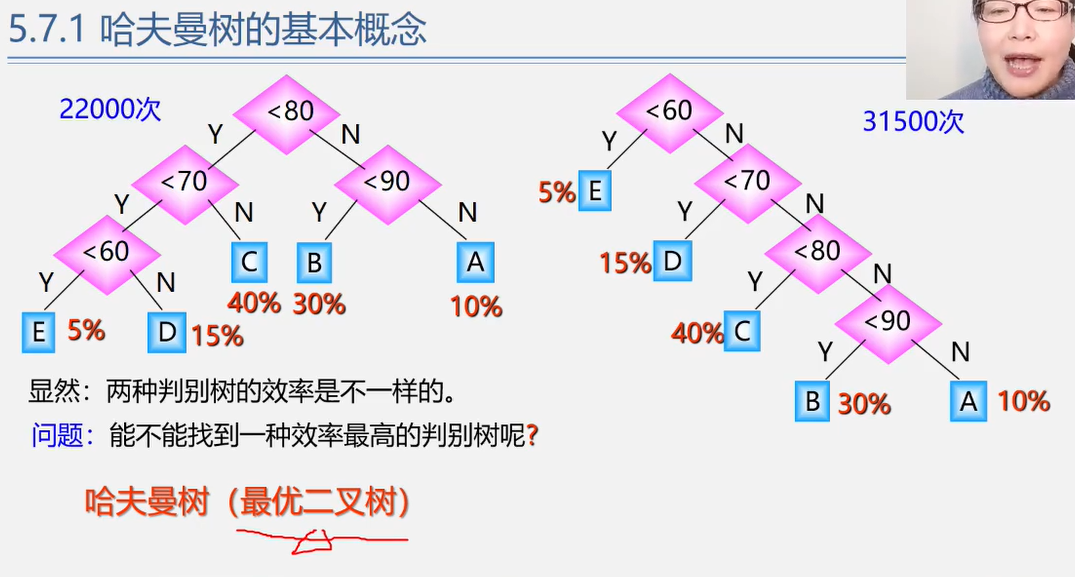 5.7.1 哈夫曼树的基本概念
22000次
<80
Y
N
<70
<90
Y
N
Y
N
<60
C
B
A
Y
N
40%
30%
10%
E
5%
D
15%
31500次
<60
Y
N
5%
E
<70
Y
N
15%
D
<80
Y
N
40%
C
<90
Y
N
B
30%
A
10%
显然：两种判别树的效率是不一样的。
问题：能不能找到一种效率最高的判别树呢?
哈夫曼树（最优二叉树）